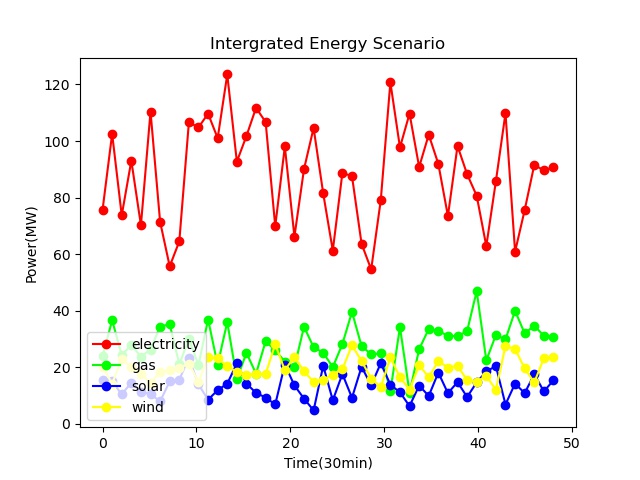 Intergrated Energy Scenario
Power(MW)
120
100
80
60
40
20
0
electricity
gas
solar
wind
0 10 20 30 40 50
Time(30min)